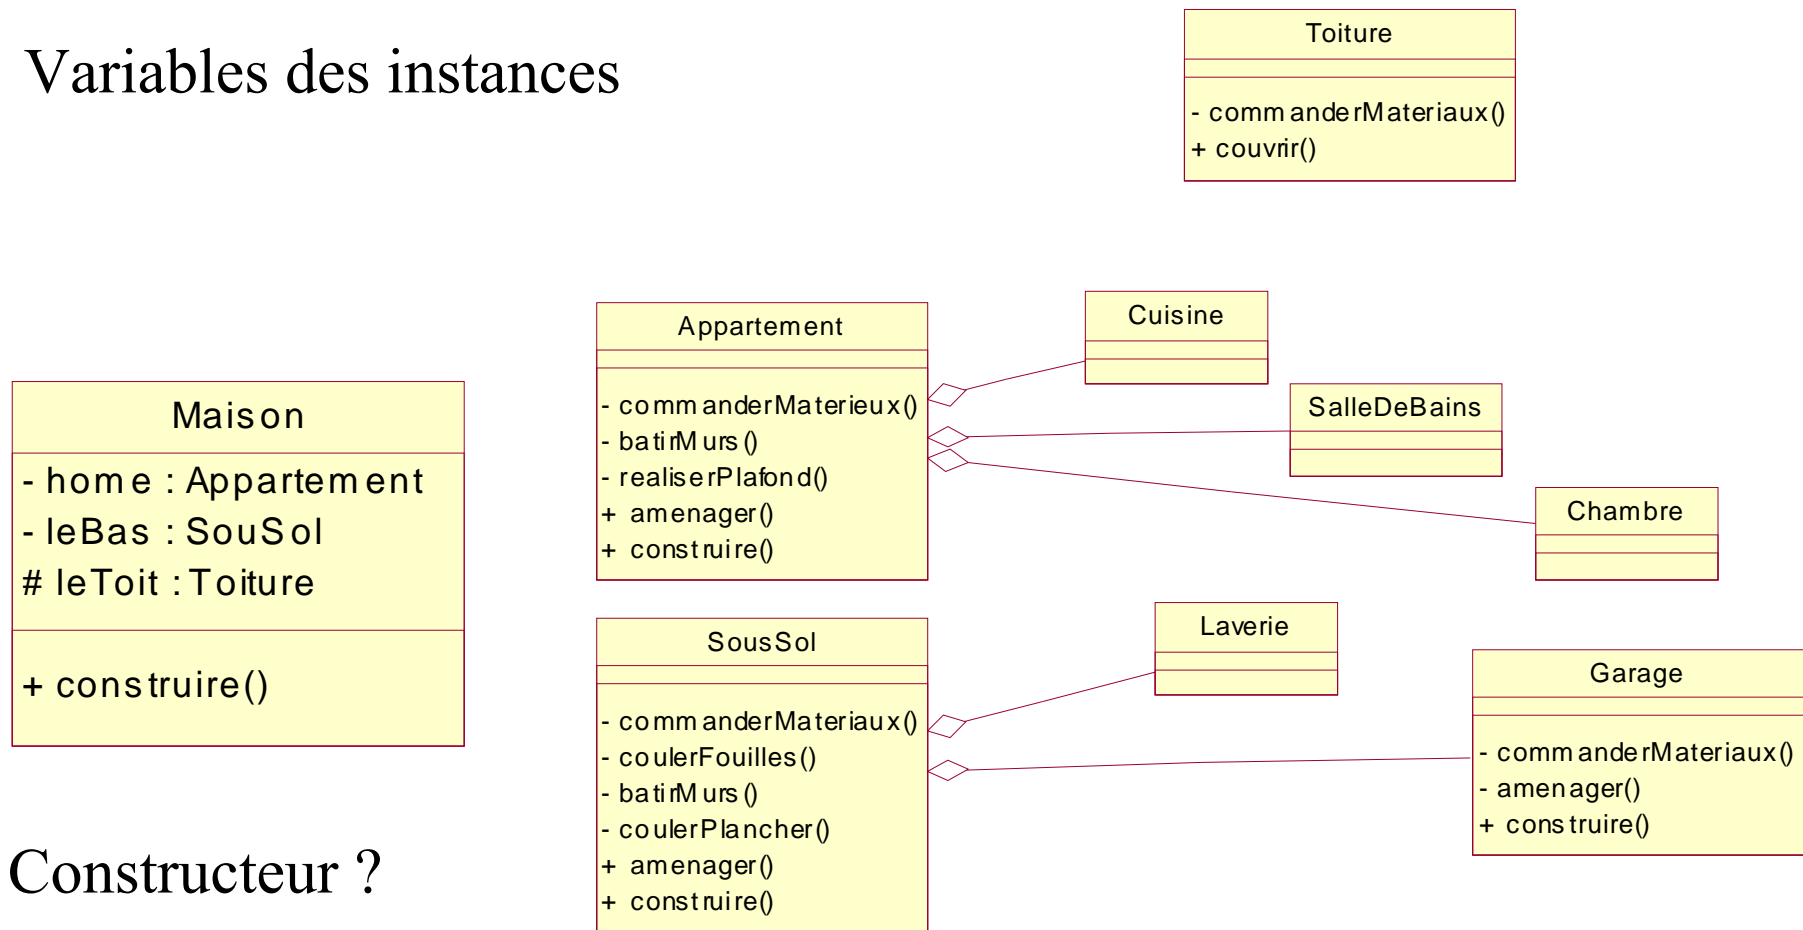 Variables des instances
Toiture
- commanderMateriaux()
+ couvrir()
Maison
- home : Appartement
- leBas : SouSol
# leToit : Toiture
+ construire()
Appartement
- commanderMaterieux()
- batirMurs()
- realiserPlafond()
+ amenager()
+ construire()
Cuisine
SalleDeBains
Chambre
SousSol
- commanderMateriaux()
- coulerFouilles()
- batirMurs()
- coulerPlancher()
+ amenager()
+ construire()
Laverie
Garage
- commanderMateriaux()
- amenager()
+ construire()
Constructeur ?